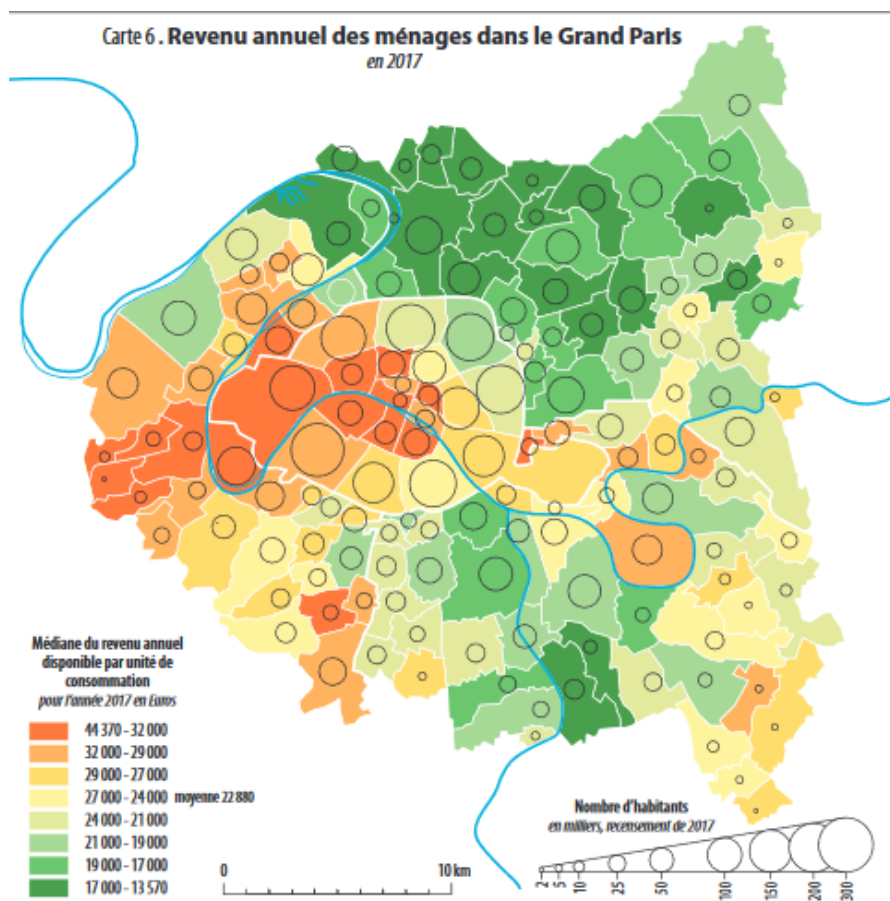 Carte 6 . Revenu annuel des ménages dans le Grand Paris
en 2017
Médiane du revenu annuel
disponible par unité de
consommation
pour l'année 2017 en Euros
44 370 - 32 000
32 000 - 29 000
29 000 - 27 000
27 000 - 24 000 moyenne 22 880
24 000 - 21 000
21 000 - 19 000
19 000 - 17 000
17 000 - 13 570
0 10 km
Nombre d'habitants
en milliers, recensement de 2017
2 5 10 25 50 100 150 200 300